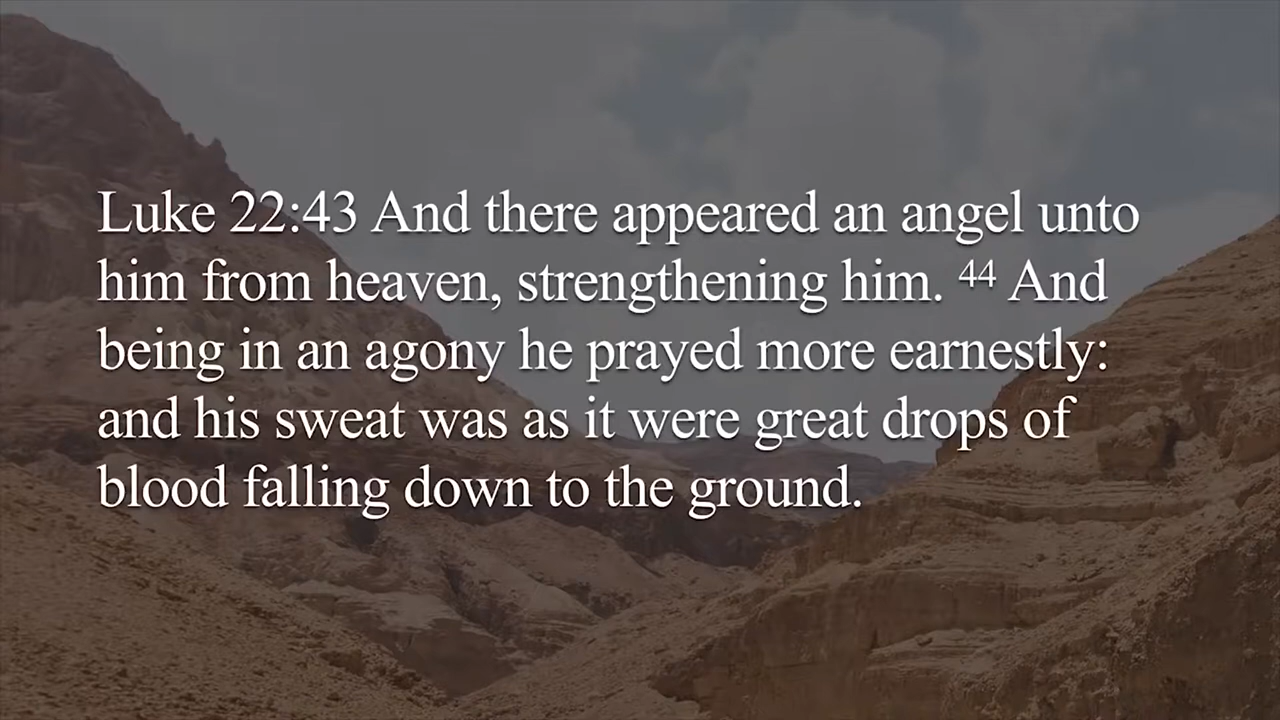 Luke 22:43 And there appeared an angel unto
him from heaven, strengthening him. 44 And
being in an agony he prayed more earnestly:
and his sweat was as it were great drops of
blood falling down to the ground.